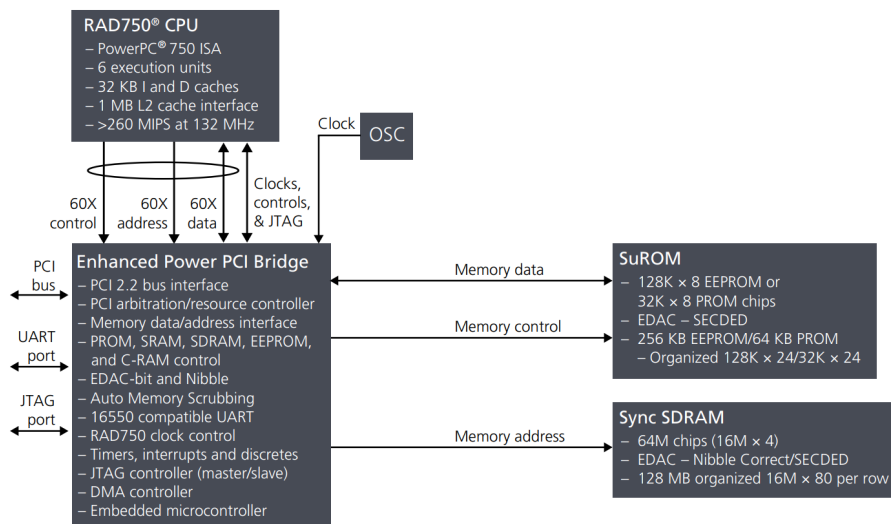 RAD750® CPU
– PowerPC® 750 ISA
– 6 execution units
– 32 KB I and D caches
– 1 MB L2 cache interface
– >260 MIPS at 132 MHz
Clock
OSC
60X
control
60X
address
60X
data
Clocks,
controls,
& JTAG
PCI
bus
UART
port
JTAG
port
Enhanced Power PCI Bridge
– PCI 2.2 bus interface
– PCI arbitration/resource controller
– Memory data/address interface
– PROM, SRAM, SDRAM, EEPROM,
and C-RAM control
– EDAC-bit and Nibble
– Auto Memory Scrubbing
– 16550 compatible UART
– RAD750 clock control
– Timers, interrupts and discretes
– JTAG controller (master/slave)
– DMA controller
– Embedded microcontroller
Memory data
Memory control
Memory address
SuROM
– 128K × 8 EEPROM or
32K × 8 PROM chips
– EDAC – SECDED
– 256 KB EEPROM/64 KB PROM
– Organized 128K × 24/32K × 24
Sync SDRAM
– 64M chips (16M × 4)
– EDAC – Nibble Correct/SECDED
– 128 MB organized 16M × 80 per row